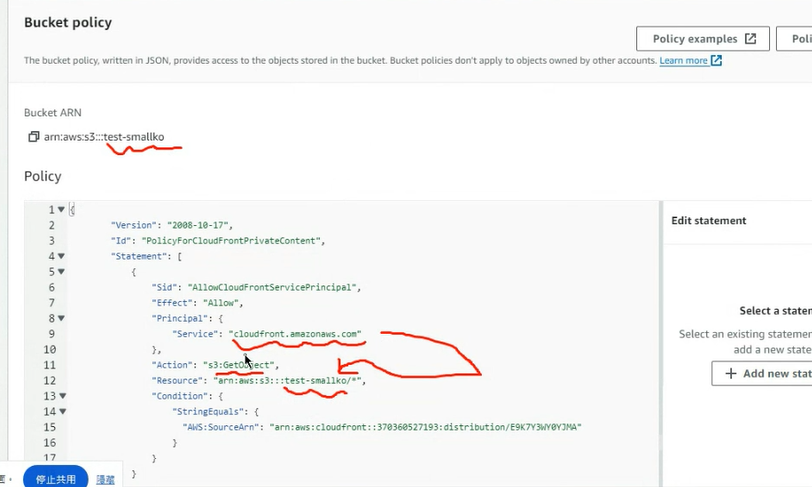 Bucket policy
Policy examples
Poli
The bucket policy, written in JSON, provides access to the objects stored in the bucket. Bucket policies don't apply to objects owned by other accounts. Learn more
Bucket ARN
arn:aws:s3:::test-smallko
Policy
1 {
2 "Version": "2008-10-17",
3 "Id": "PolicyForCloudFrontPrivateContent",
4 "Statement": [
5 {
6 "Sid": "AllowCloudFrontServicePrincipal",
7 "Effect": "Allow",
8 "Principal": {
9 "Service": "cloudfront.amazonaws.com"
10 },
11 "Action": "s3:GetObject",
12 "Resource": "arn:aws:s3:::test-smallko/*",
13 "Condition": {
14 "StringEquals": {
15 "AWS:SourceArn": "arn:aws:cloudfront::370360527193:distribution/E9K7Y3WY0YJMA"
16 }
17 }
}
Edit statement
Select a staten
Select an existing statement
add a new state
+ Add new stat
停止共用
隱藏